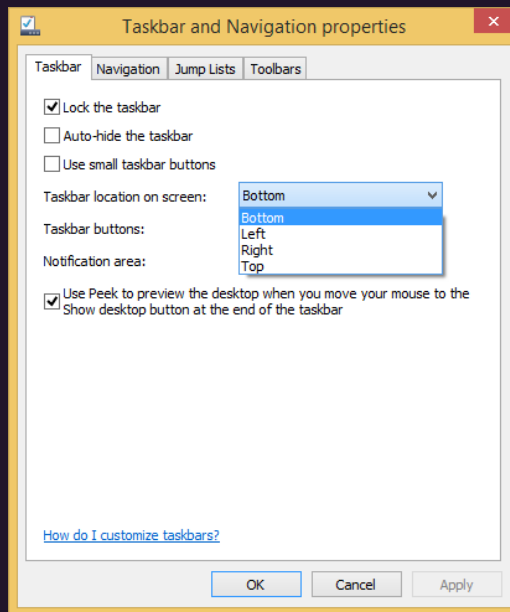 Taskbar and Navigation properties
Taskbar
Navigation
Jump Lists
Toolbars
Lock the taskbar
Auto-hide the taskbar
Use small taskbar buttons
Taskbar location on screen:
Bottom
Bottom
Left
Right
Top
Taskbar buttons:
Notification area:
Use Peek to preview the desktop when you move your mouse to the
Show desktop button at the end of the taskbar
How do I customize taskbars?
OK
Cancel
Apply